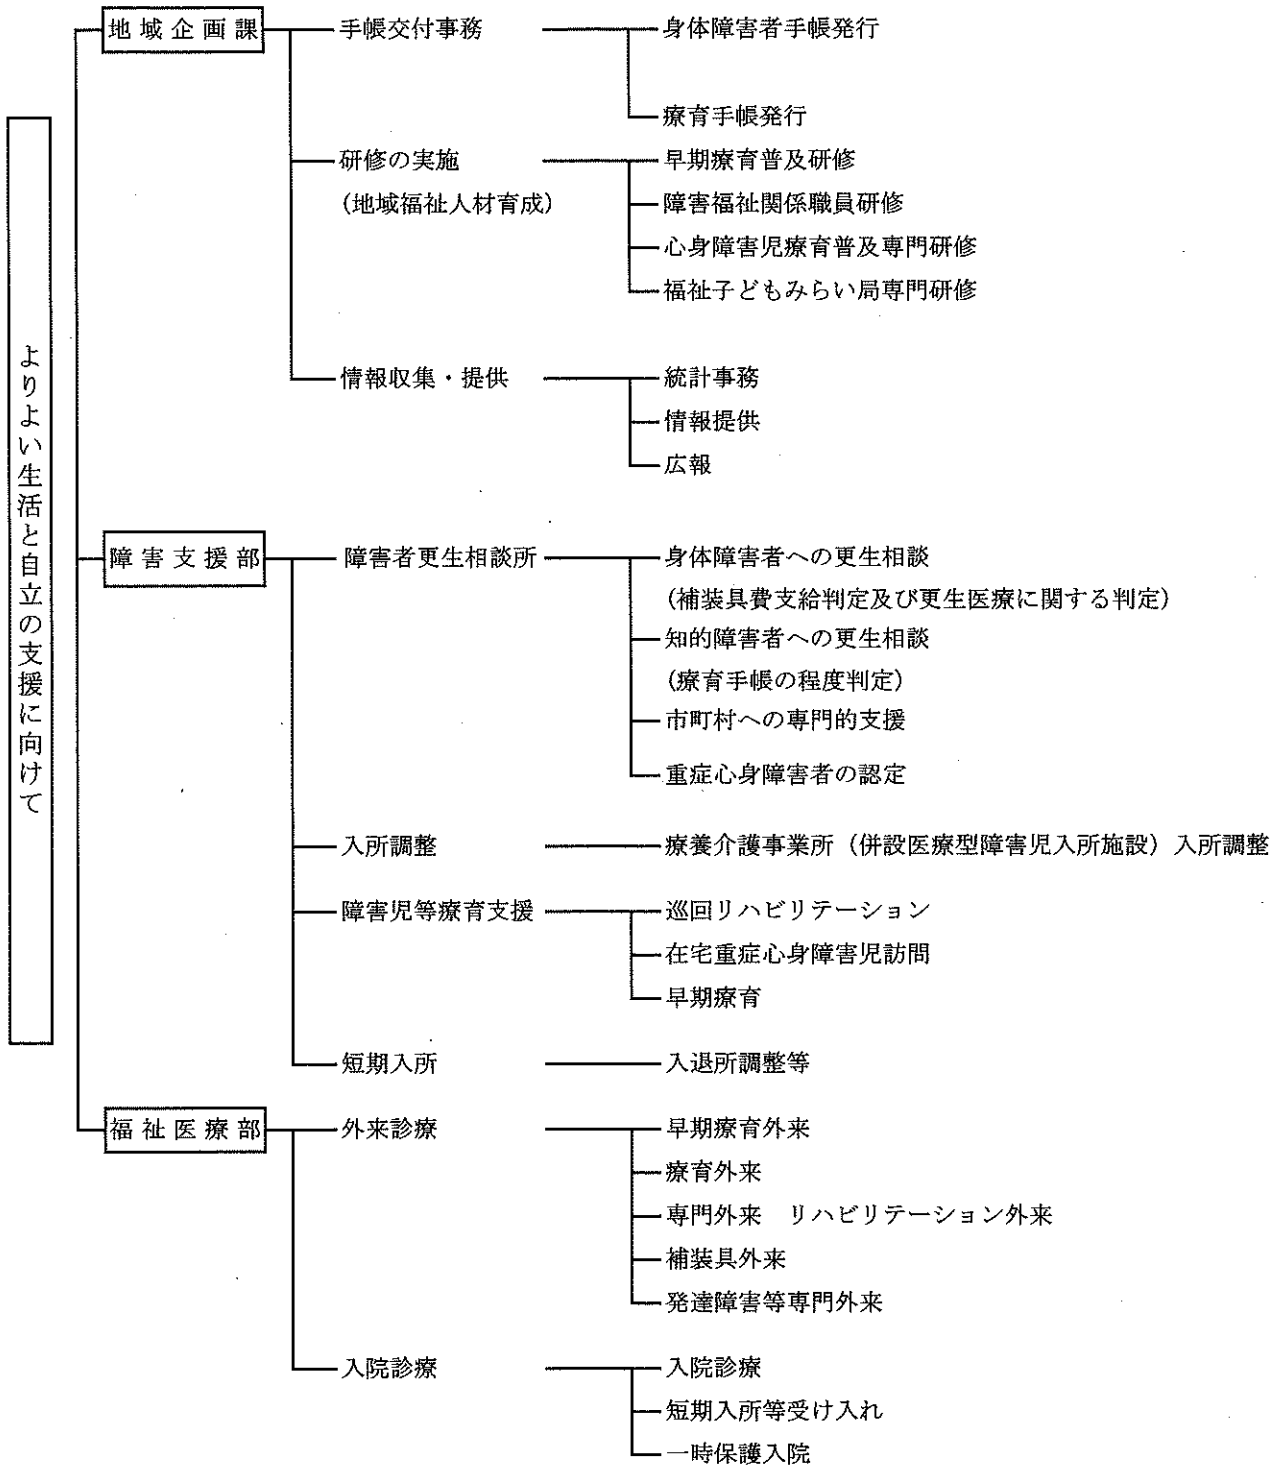 よりよい生活と自立の支援に向けて
地域企画課
手帳交付事務
身体障害者手帳発行
療育手帳発行
研修の実施
(地域福祉人材育成)
早期療育普及研修
障害福祉関係職員研修
心身障害児療育普及専門研修
福祉子どもみらい局専門研修
情報収集・提供
統計事務
情報提供
広報
障害支援部
障害者更生相談所
身体障害者への更生相談
(補装具費支給判定及び更生医療に関する判定)
知的障害者への更生相談
(療育手帳の程度判定)
市町村への専門的支援
重症心身障害者の認定
入所調整
療養介護事業所（併設医療型障害児入所施設）入所調整
障害児等療育支援
巡回リハビリテーション
在宅重症心身障害児訪問
早期療育
短期入所
入退所調整等
福祉医療部
外来診療
早期療育外来
療育外来
専門外来　リハビリテーション外来
補装具外来
発達障害等専門外来
入院診療
入院診療
短期入所等受け入れ
一時保護入院